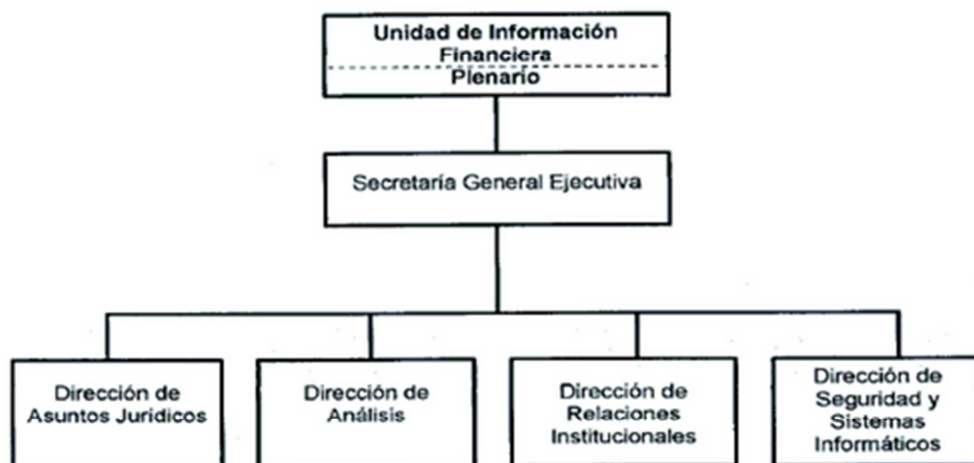 Unidad de Información
Financiera
Plenario
Secretaría General Ejecutiva
Dirección de
Asuntos Jurídicos
Dirección de
Análisis
Dirección de
Relaciones
Institucionales
Dirección de
Seguridad y
Sistemas
Informáticos